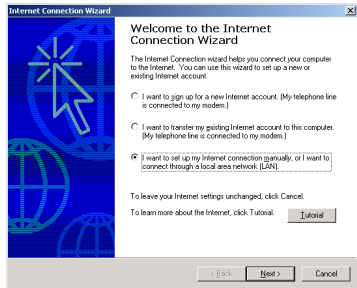 Internet Connection Wizard
Welcome to the Internet
Connection Wizard
The Internet Connection wizard helps you connect your computer
to the Internet. You can use this wizard to set up a new or
existing Internet account.
I want to sign up for a new Internet account. (My telephone line
is connected to my modem.)
I want to transfer my existing Internet account to this computer.
(My telephone line is connected to my modem.)
I want to set up my Internet connection manually, or I want to
connect through a local area network (LAN).
To leave your Internet settings unchanged, click Cancel.
To learn more about the Internet, click Tutorial.
Tutorial
< Back
Next >
Cancel